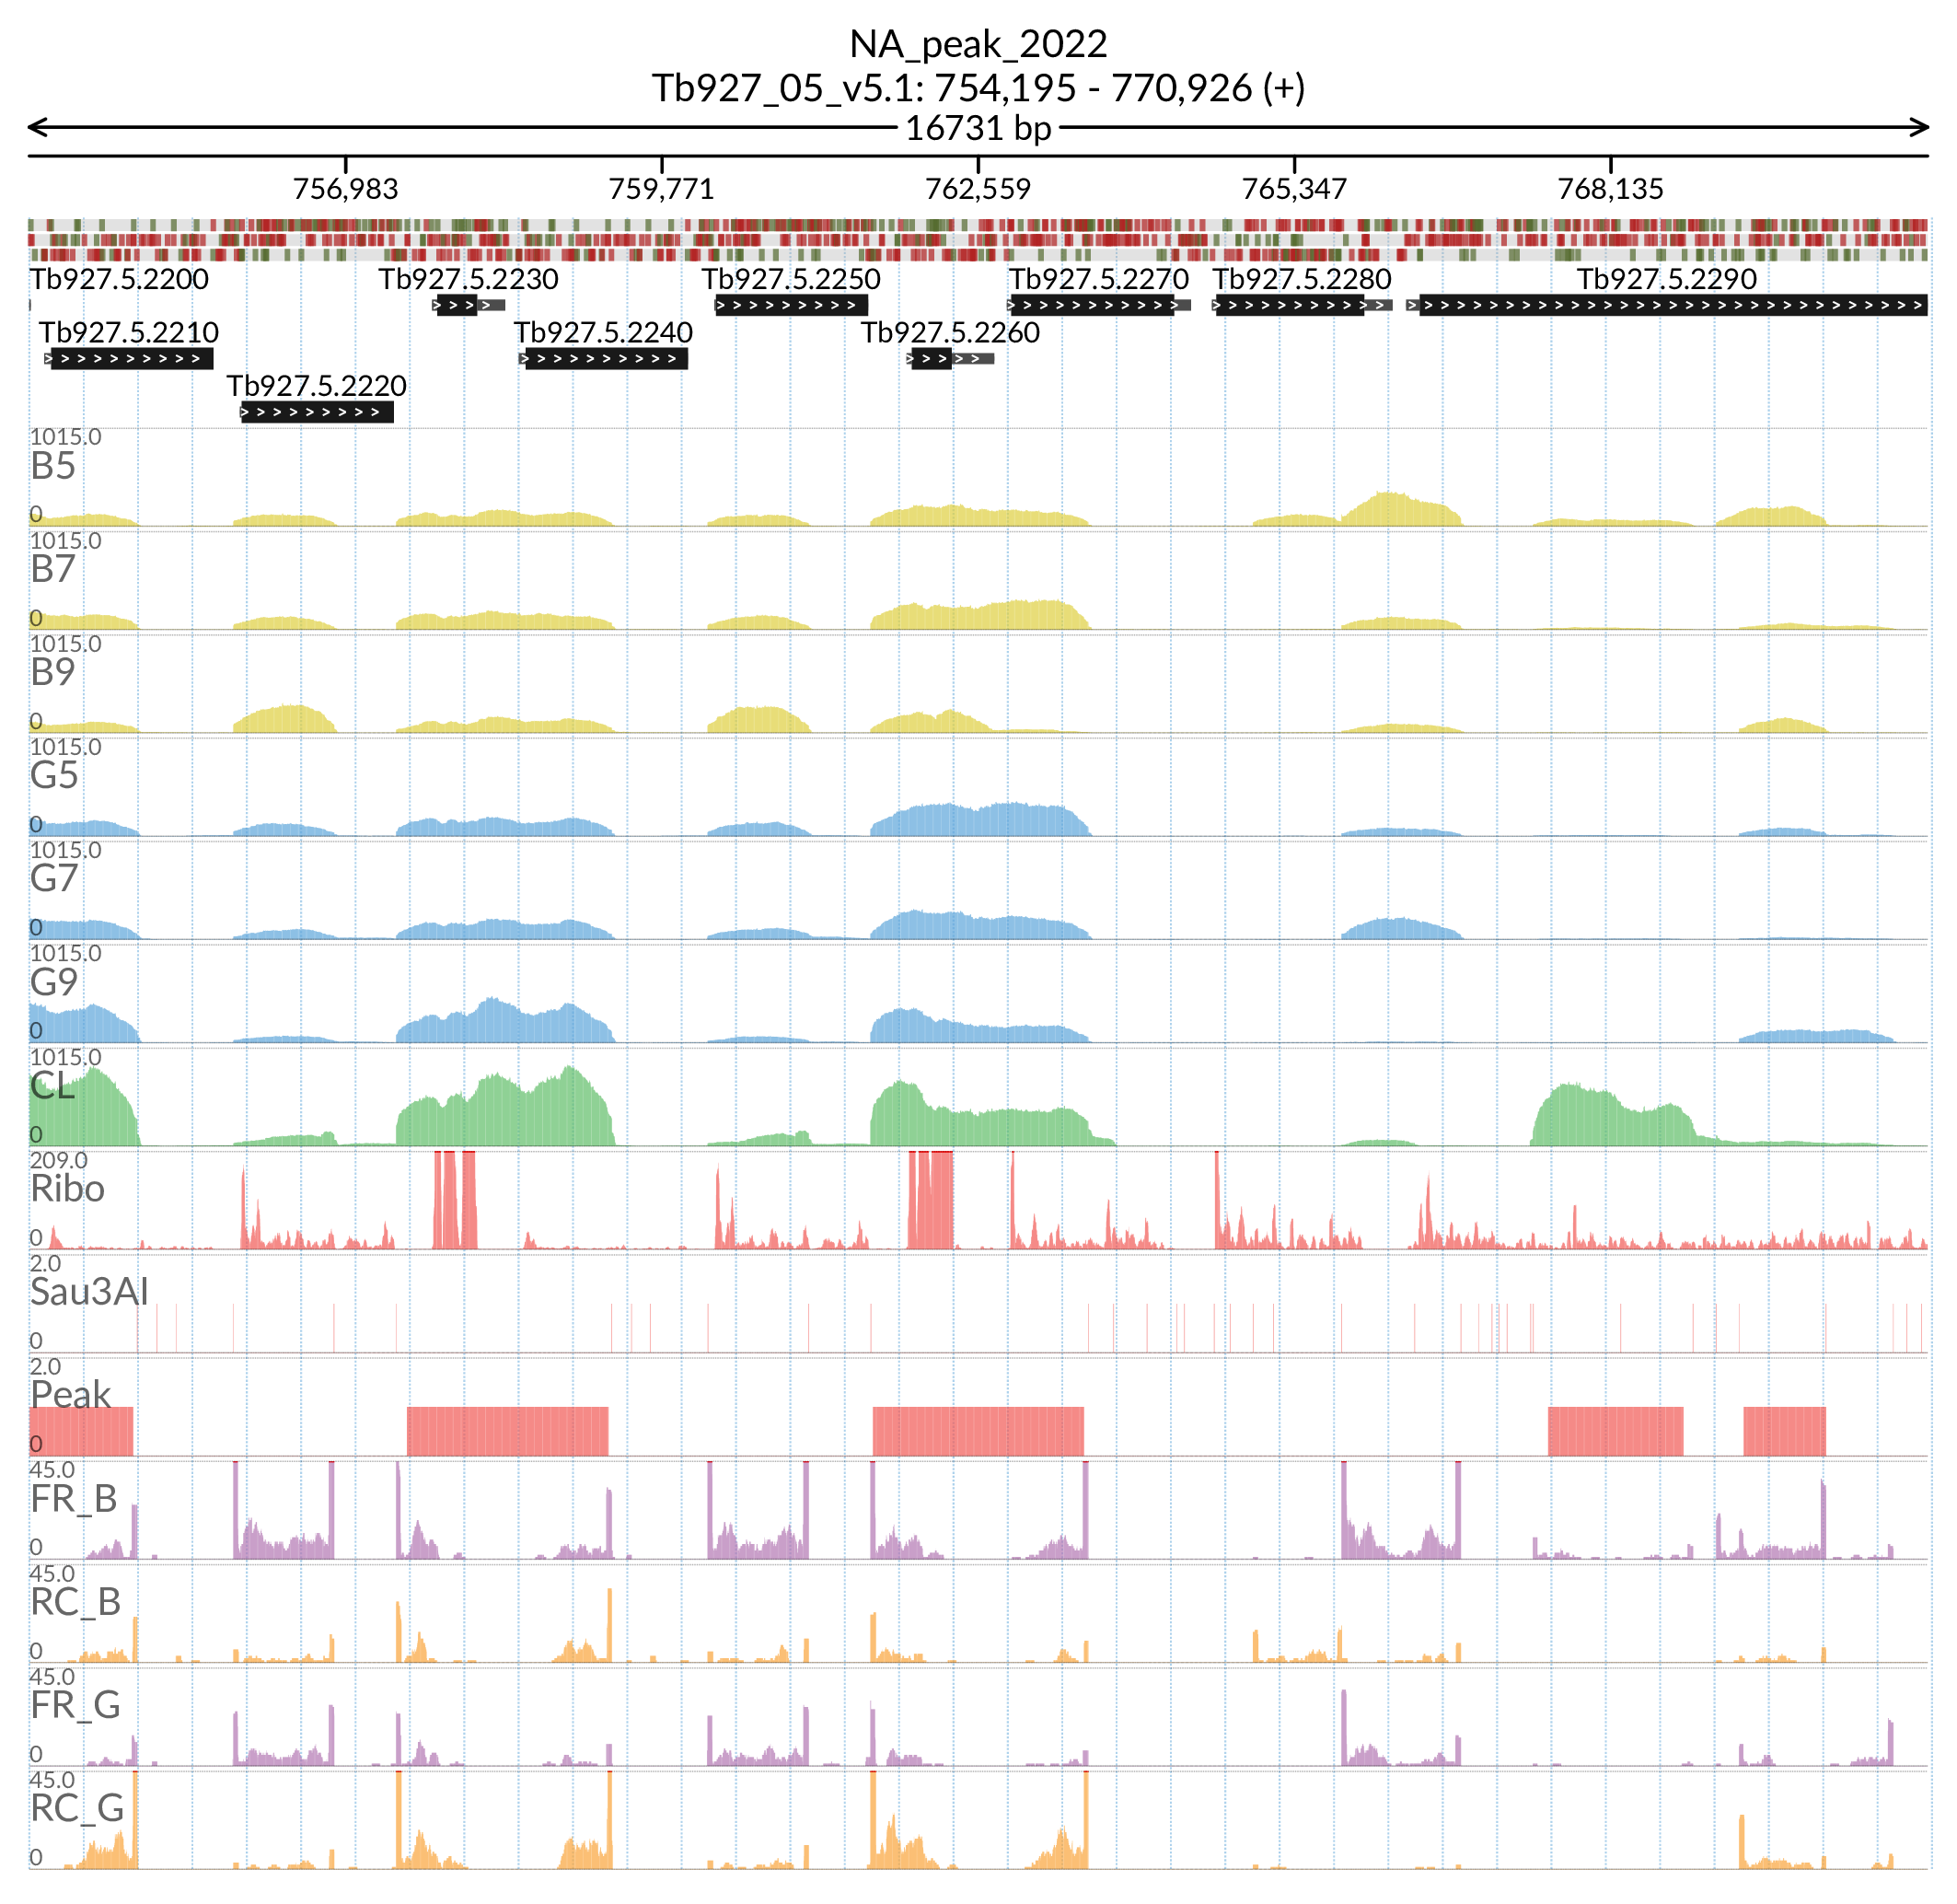 NA_peak_2022
Tb927_05_v5.1: 754,195 - 770,926 (+)
16731 bp
756,983 759,771 762,559 765,347 768,135
Tb927.5.2200 Tb927.5.2230 Tb927.5.2250 Tb927.5.2270 Tb927.5.2280 Tb927.5.2290
Tb927.5.2210 Tb927.5.2240 Tb927.5.2260
Tb927.5.2220
1015.0
B5
0
1015.0
B7
0
1015.0
B9
0
1015.0
G5
0
1015.0
G7
0
1015.0
G9
0
1015.0
CL
0
209.0
Ribo
0
2.0
Sau3AI
0
2.0
Peak
0
45.0
FR_B
0
45.0
RC_B
0
45.0
FR_G
0
45.0
RC_G
0